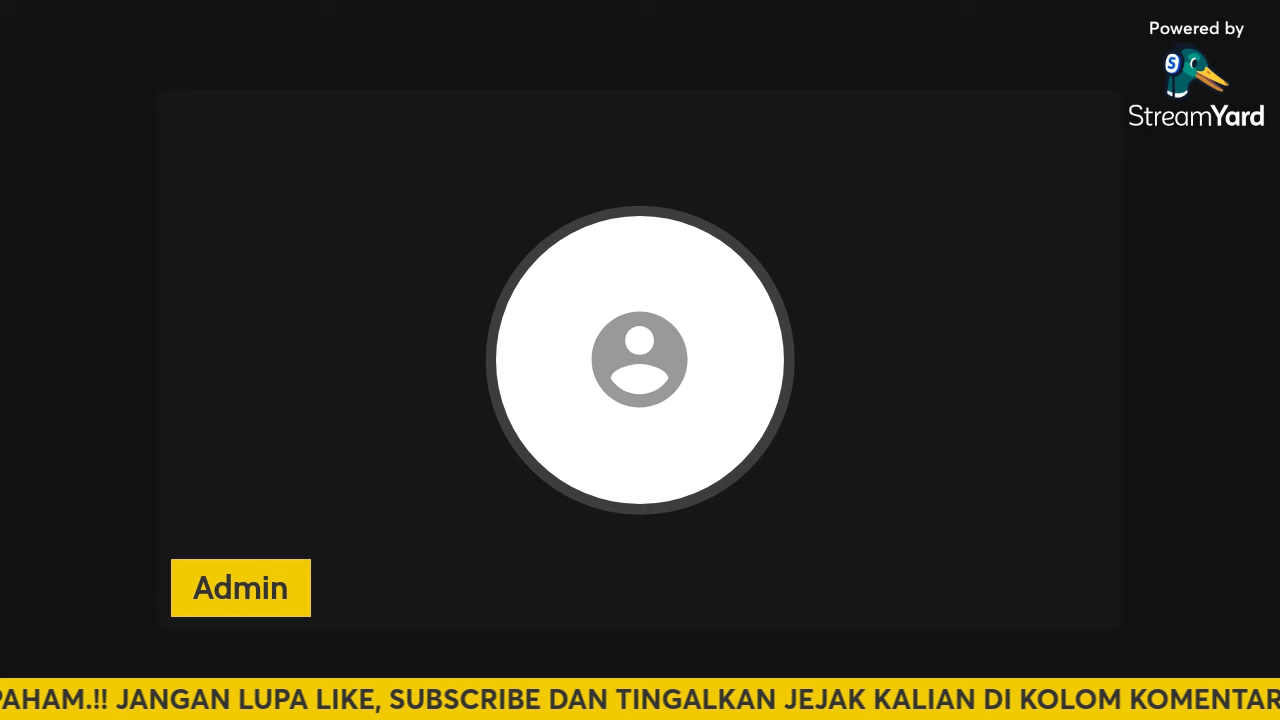 Powered by
S
StreamYard
Admin
PAHAM.!! JANGAN LUPA LIKE, SUBSCRIBE DAN TINGALKAN JEJAK KALIAN DI KOLOM KOMENTAR